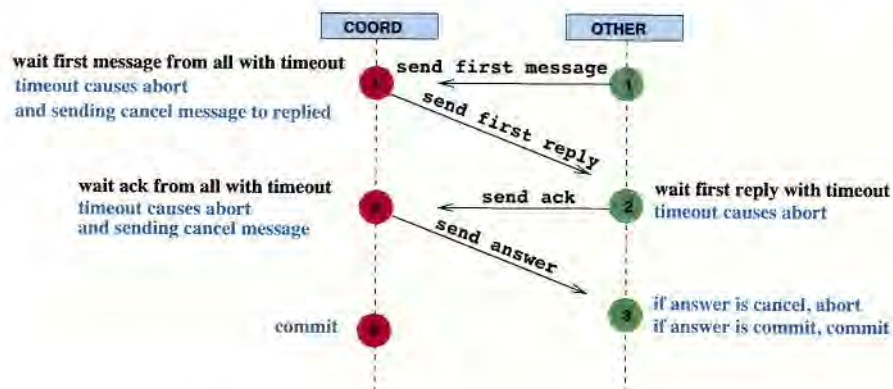 COORD
OTHER
wait first message from all with timeout
timeout causes abort
and sending cancel message to replied
send first message
1
send first reply
wait ack from all with timeout
timeout causes abort
and sending cancel message
send ack
2
wait first reply with timeout
timeout causes abort
send answer
commit
3
if answer is cancel, abort
if answer is commit, commit